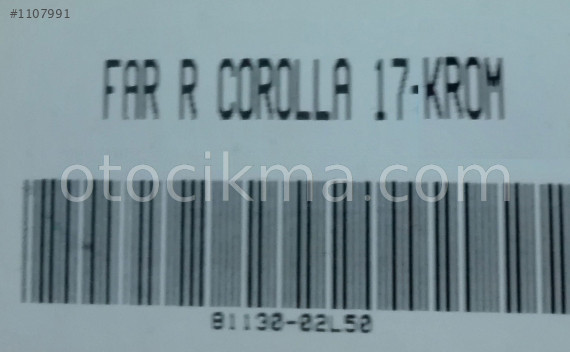 #1107991
FAR R COROLLA 17-KROM
otocikma.com
81130-02L50